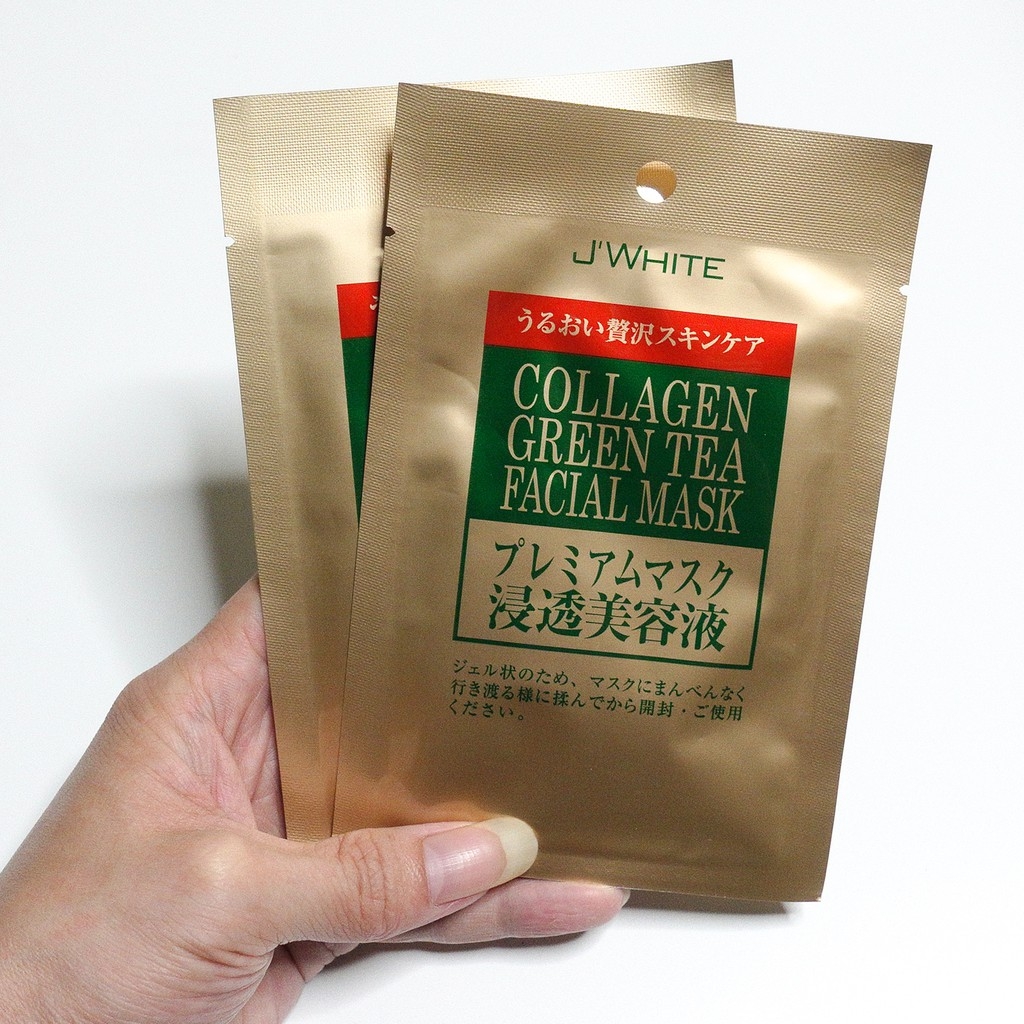 J'WHITE
うるおい贅沢スキンケア
COLLAGEN
GREEN TEA
FACIAL MASK
プレミアムマスク
浸透美容液
ジェル状のため、マスクにまんべんなく
行き渡る様に揉んでから開封・ご使用
ください。